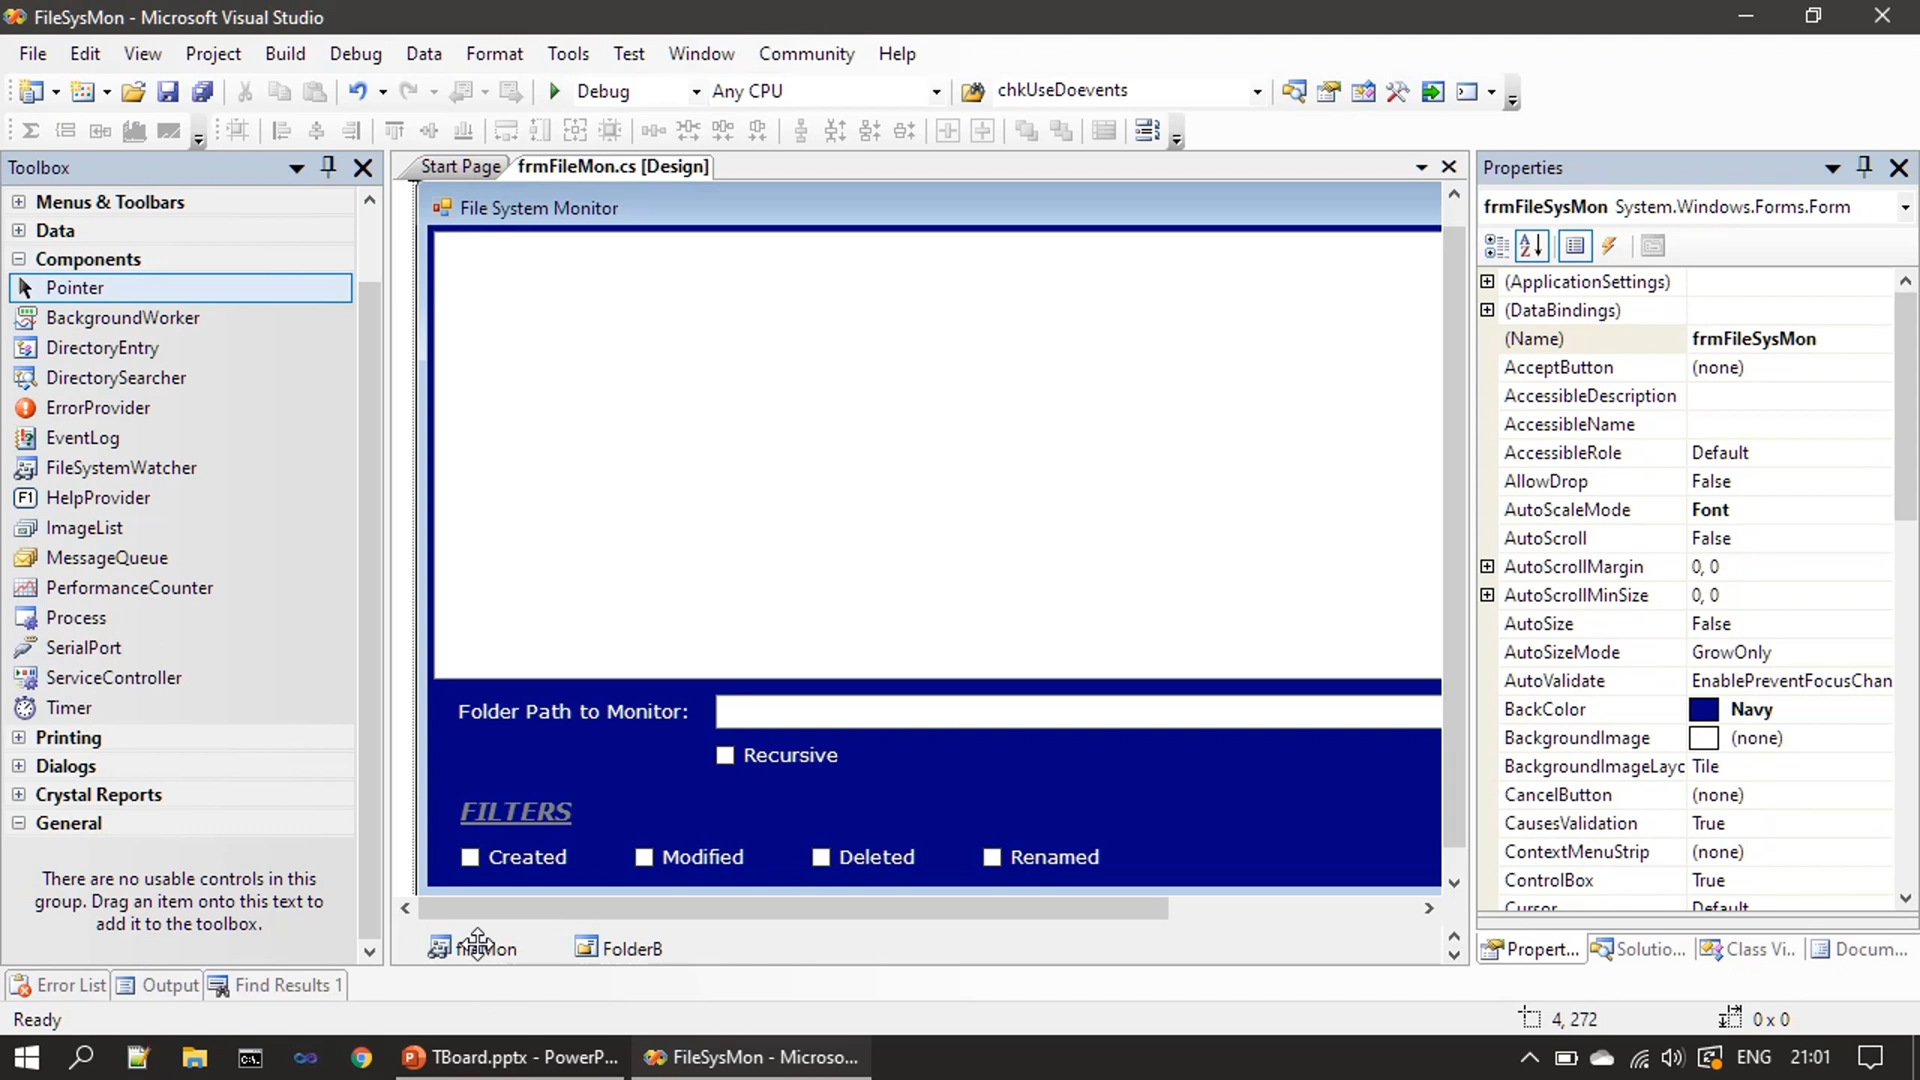 FileSysMon - Microsoft Visual Studio
File Edit View Project Build Debug Data Format Tools Test Window Community Help
Debug Any CPU chkUseDoevents
Toolbox
Menus & Toolbars
Data
Components
Pointer
BackgroundWorker
DirectoryEntry
DirectorySearcher
ErrorProvider
EventLog
FileSystemWatcher
HelpProvider
ImageList
MessageQueue
PerformanceCounter
Process
SerialPort
ServiceController
Timer
Printing
Dialogs
Crystal Reports
General
There are no usable controls in this
group. Drag an item onto this text to
add it to the toolbox.
Start Page frmFileMon.cs [Design]
File System Monitor
Folder Path to Monitor:
Recursive
FILTERS
Created Modified Deleted Renamed
FolderB
Properties
frmFileSysMon System.Windows.Forms.Form
(ApplicationSettings)
(DataBindings)
(Name) frmFileSysMon
AcceptButton (none)
AccessibleDescription
AccessibleName
AccessibleRole Default
AllowDrop False
AutoScaleMode Font
AutoScroll False
AutoScrollMargin 0, 0
AutoScrollMinSize 0, 0
AutoSize False
AutoSizeMode GrowOnly
AutoValidate EnablePreventFocusChan
BackColor Navy
BackgroundImage (none)
BackgroundImageLayc Tile
CancelButton (none)
CausesValidation True
ContextMenuStrip (none)
ControlBox True
Cursor Default
Propert... Solutio... Class Vi... Docum...
Error List Output Find Results 1
Ready 4, 272 0 x 0
TBoard.pptx - PowerP... FileSysMon - Microso... ENG 21:01